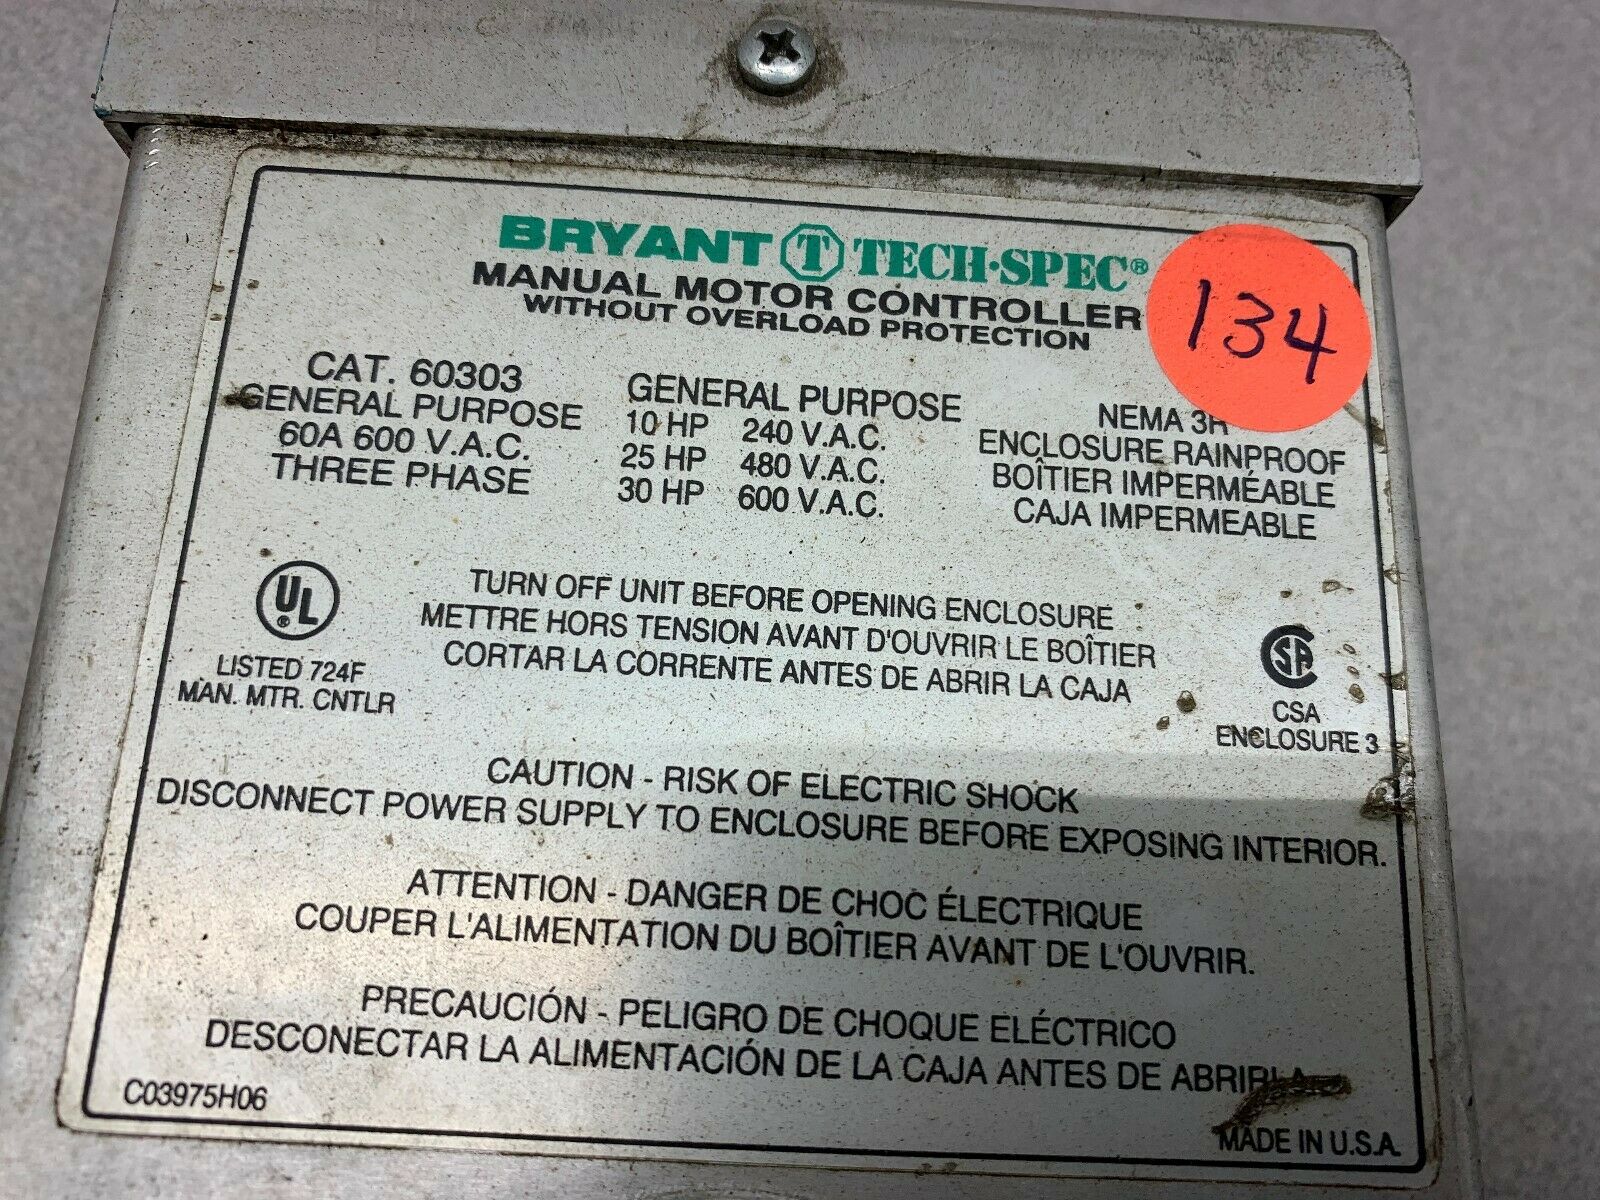 BRYANT T TECH-SPEC®
MANUAL MOTOR CONTROLLER
WITHOUT OVERLOAD PROTECTION
134
CAT. 60303
GENERAL PURPOSE
60A 600 V.A.C.
THREE PHASE
GENERAL PURPOSE
10 HP 240 V.A.C.
25 HP 480 V.A.C.
30 HP 600 V.A.C.
NEMA 3R
ENCLOSURE RAINPROOF
BOÎTIER IMPERMÉABLE
CAJA IMPERMEABLE
UL®
LISTED 724F
MAN. MTR. CNTLR
TURN OFF UNIT BEFORE OPENING ENCLOSURE
METTRE HORS TENSION AVANT D'OUVRIR LE BOÎTIER
CORTAR LA CORRENTE ANTES DE ABRIR LA CAJA
CSA
CSA
ENCLOSURE 3
CAUTION - RISK OF ELECTRIC SHOCK
DISCONNECT POWER SUPPLY TO ENCLOSURE BEFORE EXPOSING INTERIOR.
ATTENTION - DANGER DE CHOC ÉLECTRIQUE
COUPER L'ALIMENTATION DU BOÎTIER AVANT DE L'OUVRIR.
PRECAUCIÓN - PELIGRO DE CHOQUE ELÉCTRICO
DESCONECTAR LA ALIMENTACIÓN DE LA CAJA ANTES DE ABRIRLA
C03975H06
MADE IN U.S.A.